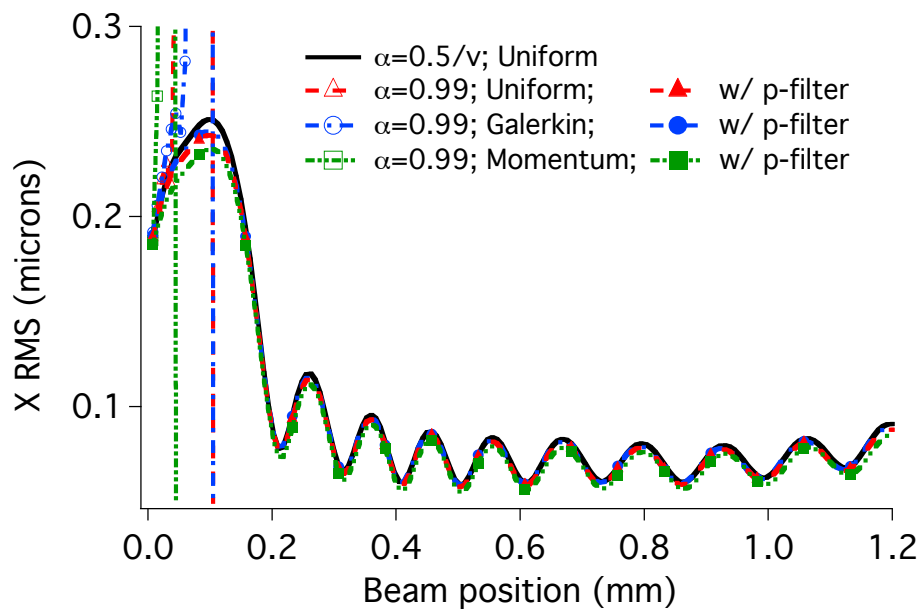 0.3
0.2
0.1
X RMS (microns)
α=0.5/v; Uniform
α=0.99; Uniform; w/ p-filter
α=0.99; Galerkin; w/ p-filter
α=0.99; Momentum; w/ p-filter
0.0 0.2 0.4 0.6 0.8 1.0 1.2
Beam position (mm)